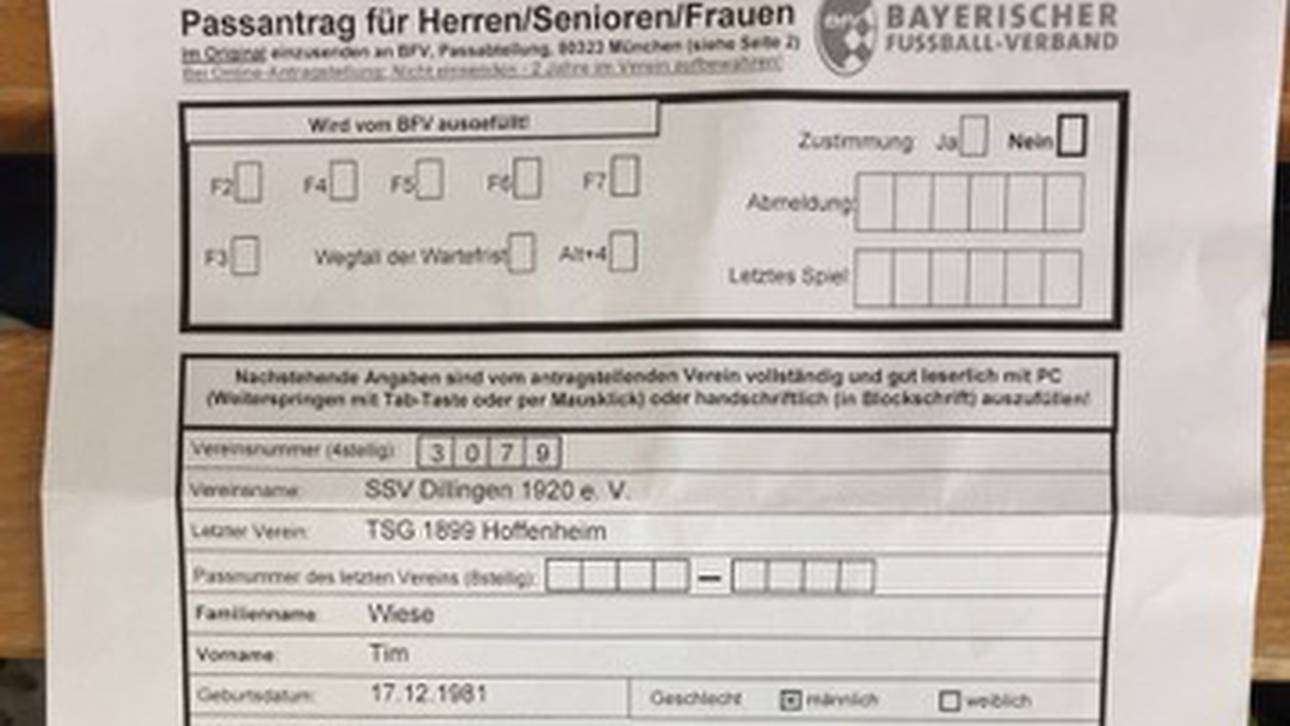 Passantrag für Herren/Senioren/Frauen
Im Original einzusenden an BFV, Passabteilung, 80323 München (siehe Seite 2)
Bei Online-Antragstellung: Nicht einsenden - 2 Jahre im Verein aufbewahren!
BFV
BAYERISCHER
FUSSBALL-VERBAND
Wird vom BFV ausgefüllt!
Zustimmung: Ja Nein
F2 F4 F5 F6 F7
Abmeldung:
F3 Wegfall der Wartefrist Alt+4
Letztes Spiel:
Nachstehende Angaben sind vom antragstellenden Verein vollständig und gut leserlich mit PC
(Weiterspringen mit Tab-Taste oder per Mausklick) oder handschriftlich (in Blockschrift) auszufüllen!
Vereinsnummer (4stellig): 3 0 7 9
Vereinsname: SSV Dillingen 1920 e. V.
Letzter Verein: TSG 1899 Hoffenheim
Passnummer des letzten Vereins (8stellig): –
Familienname: Wiese
Vorname: Tim
Geburtsdatum: 17.12.1981 Geschlecht männlich weiblich